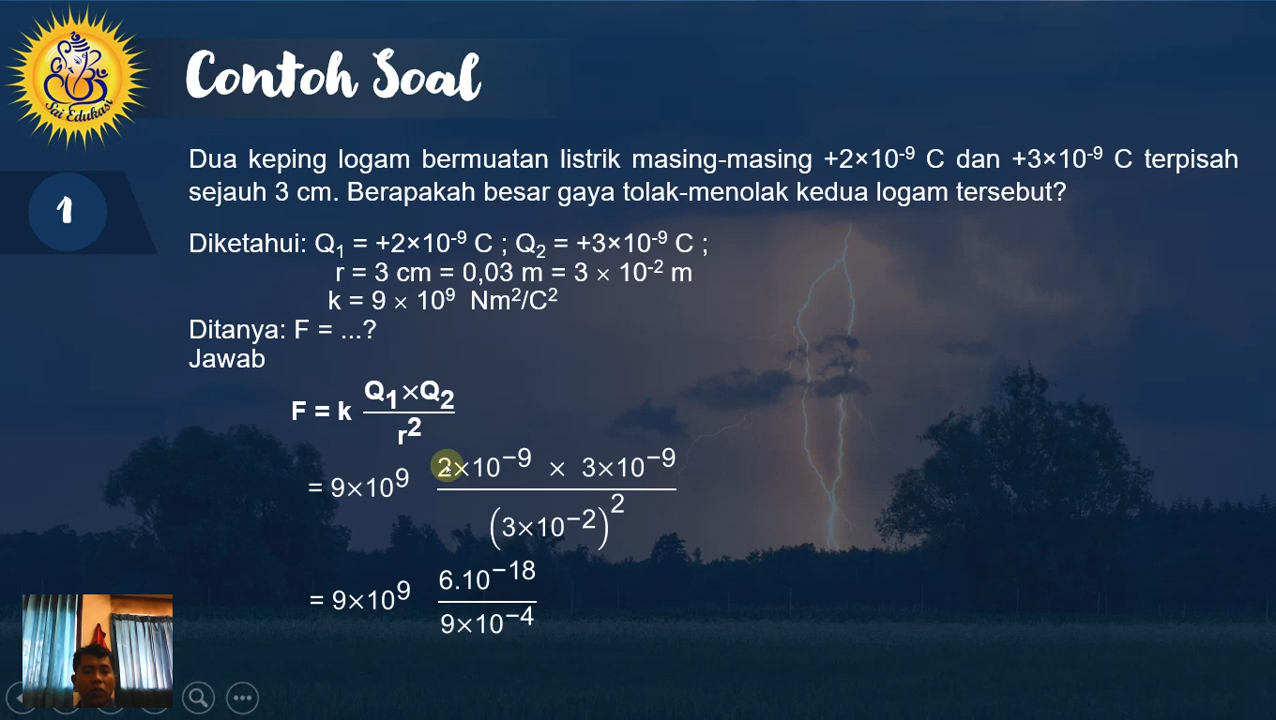 Sai Edukasi
Contoh Soal
1
Dua keping logam bermuatan listrik masing-masing +2×10⁻⁹ C dan +3×10⁻⁹ C terpisah
sejauh 3 cm. Berapakah besar gaya tolak-menolak kedua logam tersebut?
Diketahui: Q₁ = +2×10⁻⁹ C ; Q₂ = +3×10⁻⁹ C ;
r = 3 cm = 0,03 m = 3 × 10⁻² m
k = 9 × 10⁹ Nm²/C²
Ditanya: F = ...?
Jawab
F = k Q₁×Q₂
r²
= 9×10⁹ 2×10⁻⁹ × 3×10⁻⁹
(3×10⁻²)²
= 9×10⁹ 6.10⁻¹⁸
9×10⁻⁴